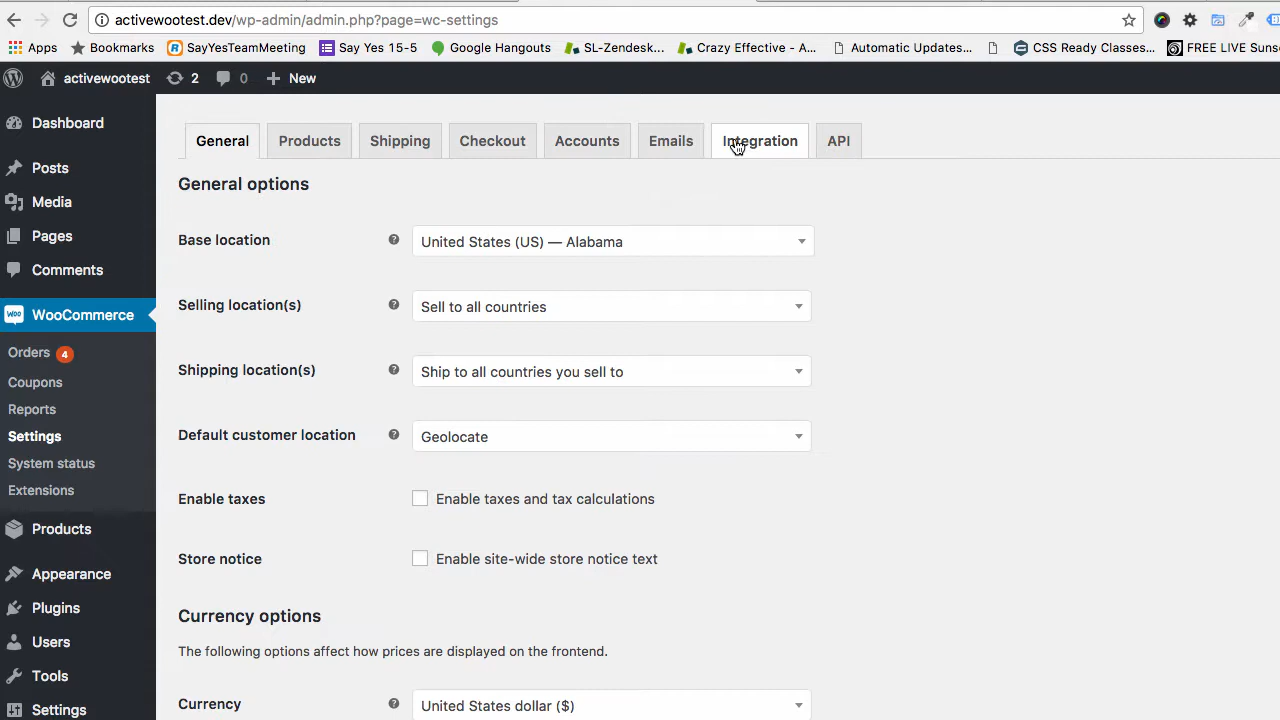 activewootest.dev/wp-admin/admin.php?page=wc-settings
Apps Bookmarks SayYesTeamMeeting Say Yes 15-5 Google Hangouts SL-Zendesk... Crazy Effective - A... Automatic Updates... CSS Ready Classes... FREE LIVE Suns
activewootest 2 0 New
Dashboard
Posts
Media
Pages
Comments
WOO WooCommerce
Orders 4
Coupons
Reports
Settings
System status
Extensions
Products
Appearance
Plugins
Users
Tools
Settings
General Products Shipping Checkout Accounts Emails Integration API
General options
Base location ? United States (US) — Alabama
Selling location(s) ? Sell to all countries
Shipping location(s) ? Ship to all countries you sell to
Default customer location ? Geolocate
Enable taxes Enable taxes and tax calculations
Store notice Enable site-wide store notice text
Currency options
The following options affect how prices are displayed on the frontend.
Currency ? United States dollar ($)